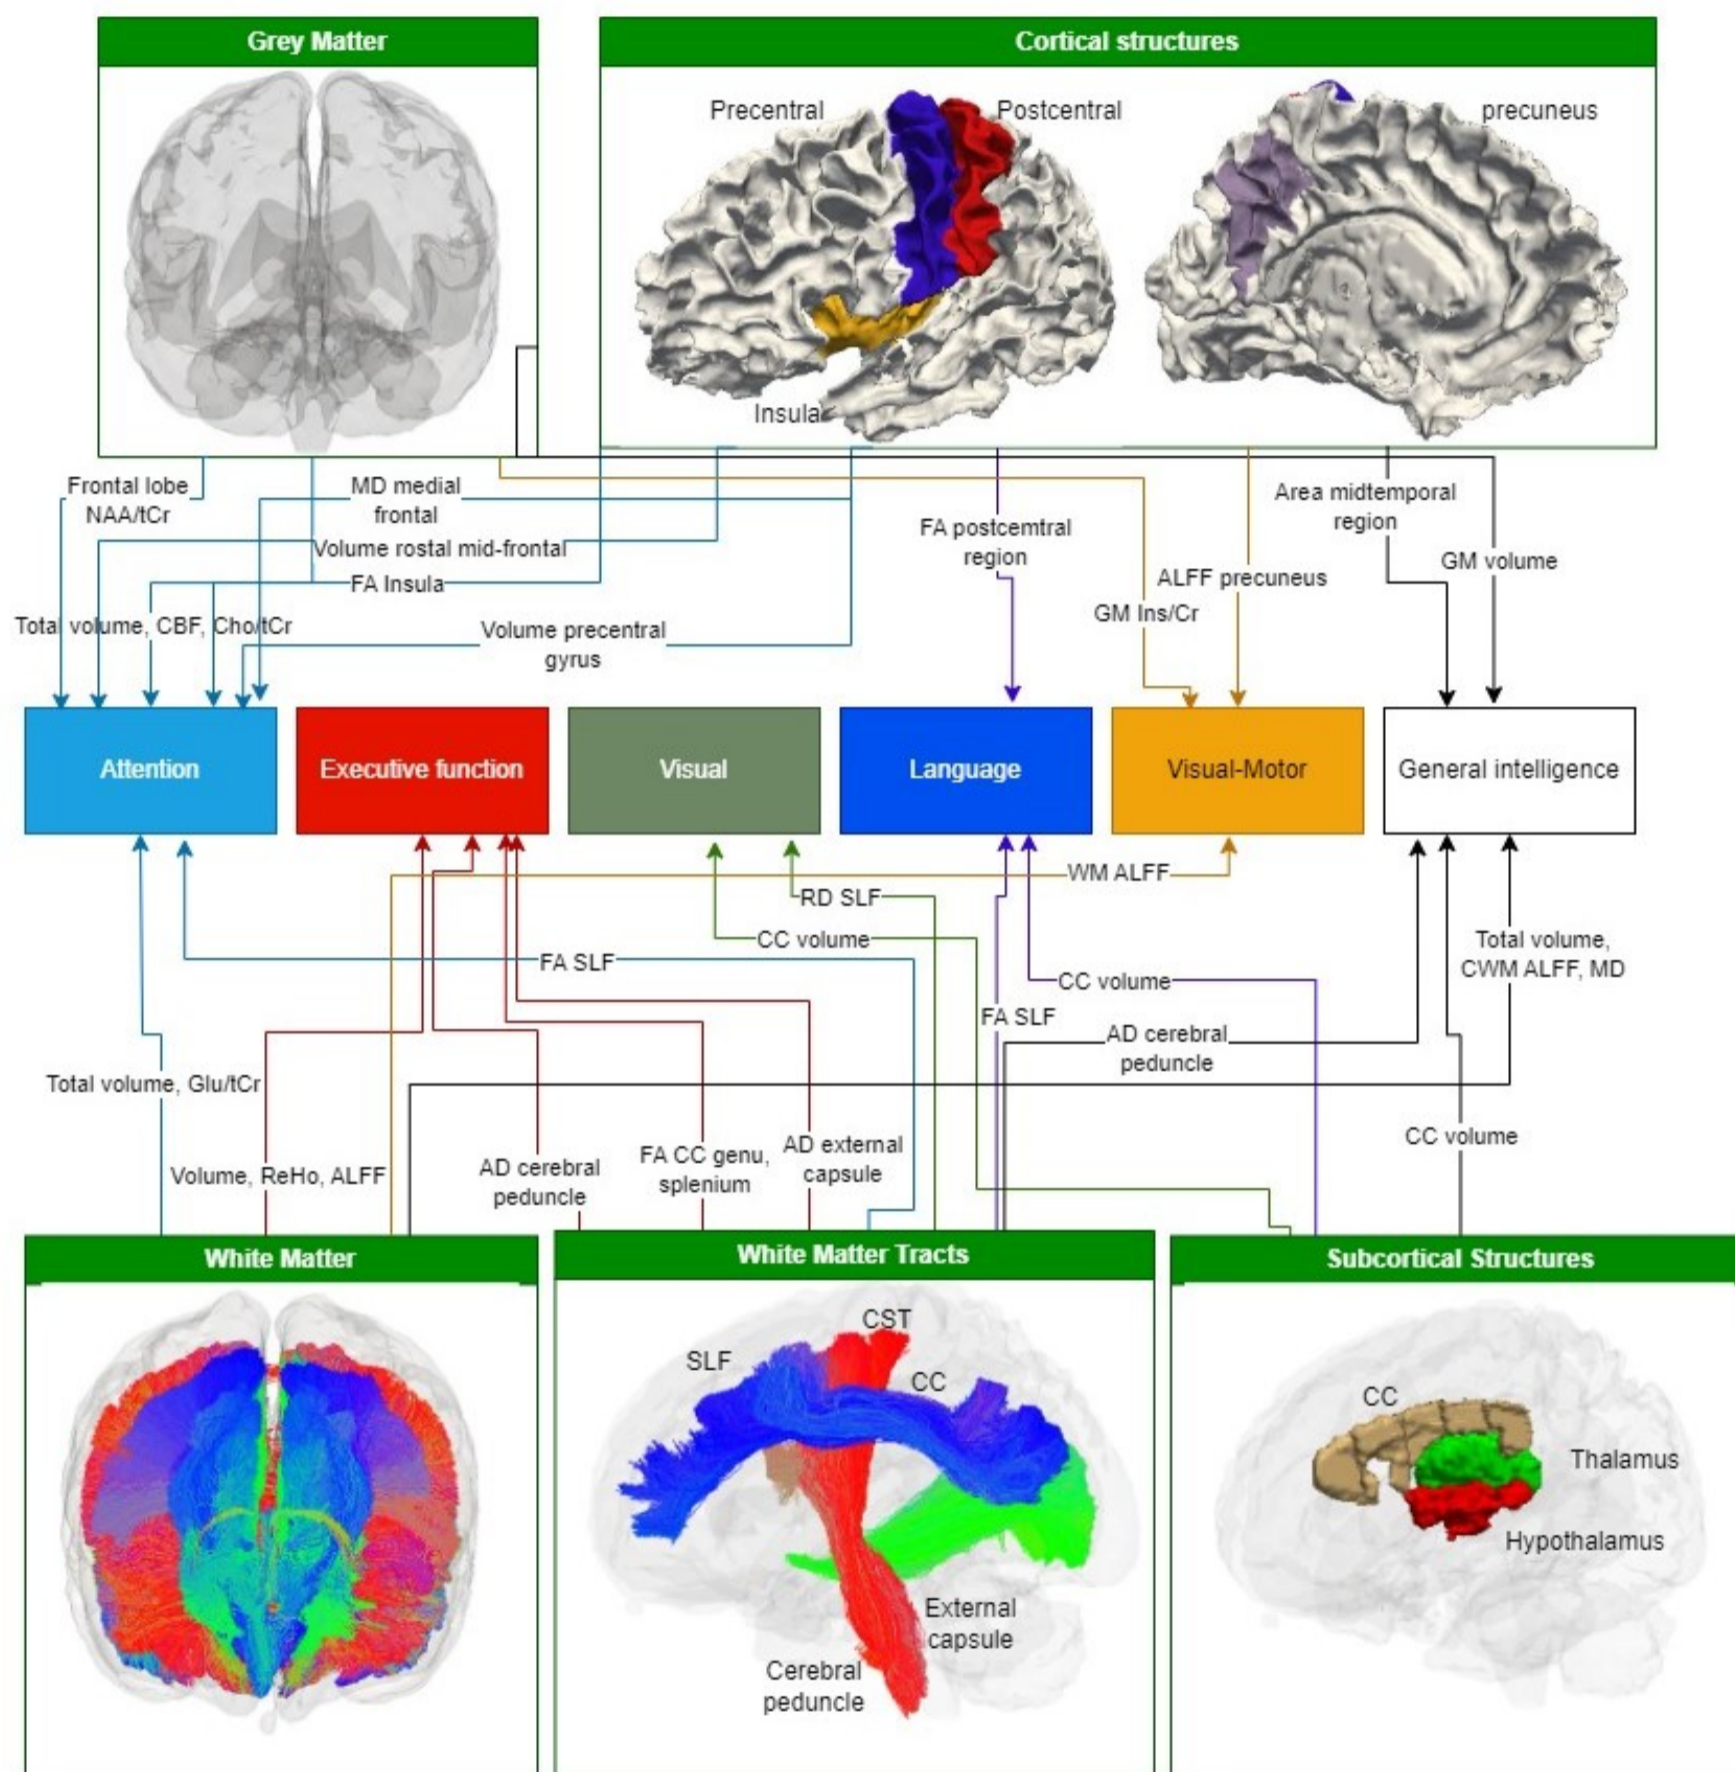 Grey Matter
Cortical structures
Precentral
Postcentral
precuneus
Insula
Frontal lobe
NAA/tCr
MD medial
frontal
Volume rostal mid-frontal
FA Insula
Total volume, CBF, Cho/tCr
Volume precentral
gyrus
FA postcemtral
region
Area midtemporal
region
GM volume
ALFF precuneus
GM Ins/Cr
Attention
Executive function
Visual
Language
Visual-Motor
General intelligence
WM ALFF
RD SLF
CC volume
FA SLF
Total volume,
CWM ALFF, MD
CC volume
FA SLF
AD cerebral
peduncle
Total volume, Glu/tCr
CC volume
Volume, ReHo, ALFF
AD cerebral
peduncle
FA CC genu,
splenium
AD external
capsule
White Matter
White Matter Tracts
Subcortical Structures
CST
SLF
CC
External
capsule
Cerebral
peduncle
CC
Thalamus
Hypothalamus